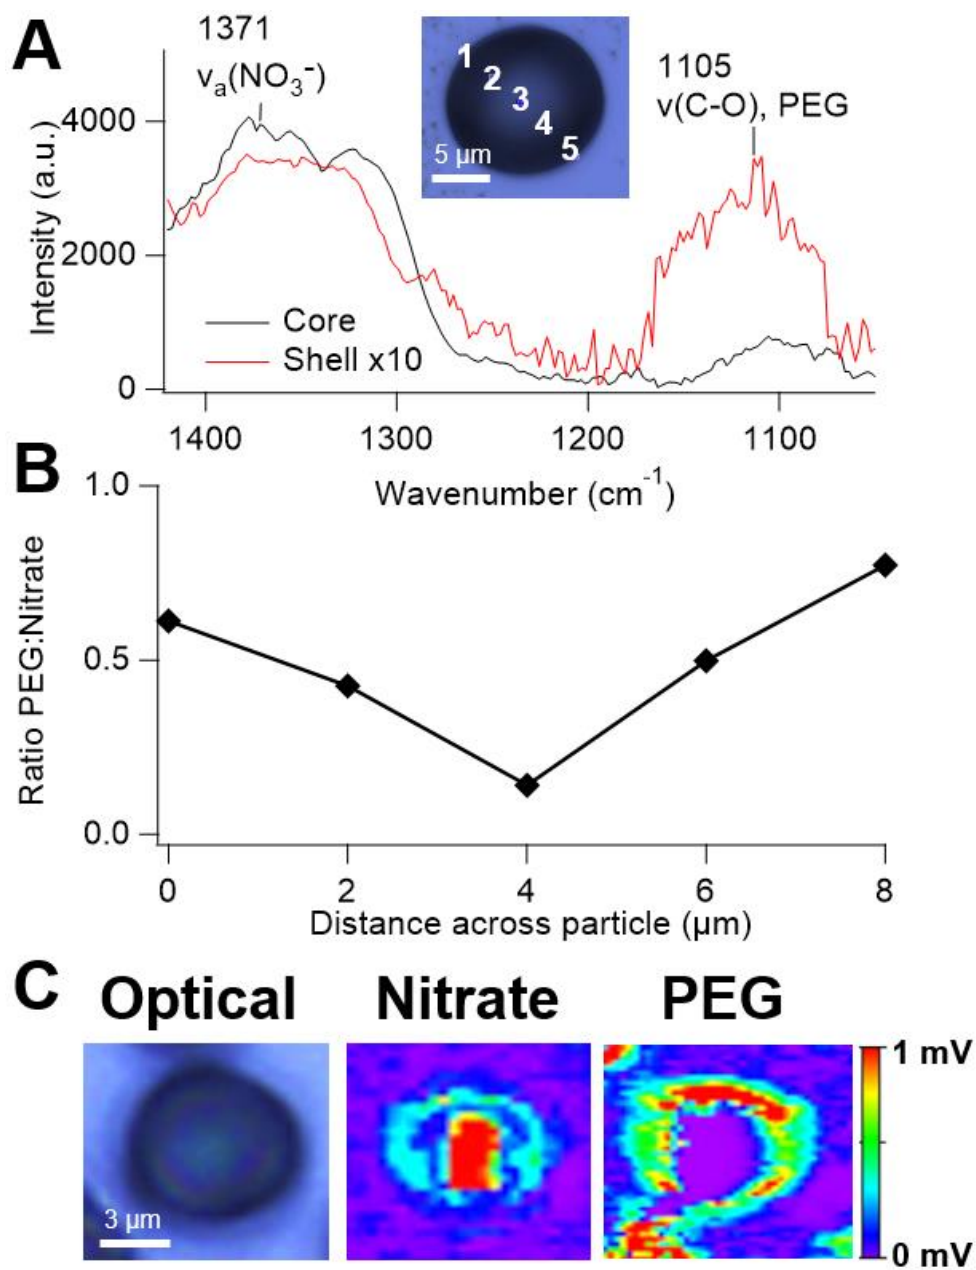 A
1371
νa(NO3-)
1
2
3
4
5
5 µm
1105
ν(C-O), PEG
Intensity (a.u.)
4000
2000
0
Core
Shell x10
1400 1300 1200 1100
Wavenumber (cm-1)
B
Ratio PEG:Nitrate
1.0
0.5
0.0
0 2 4 6 8
Distance across particle (µm)
C
Optical Nitrate PEG
3 µm
1 mV
0 mV